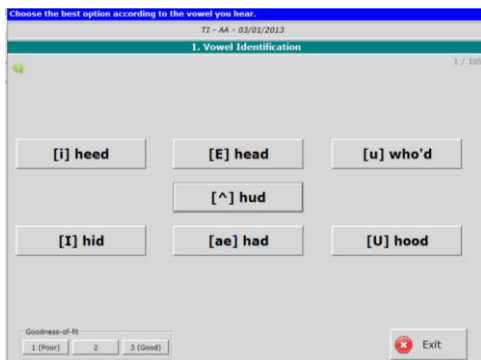 Choose the best option according to the vowel you hear.
TI - AA - 03/01/2013
1. Vowel Identification
1 / 105
[i] heed [E] head [u] who'd
[^] hud
[I] hid [ae] had [U] hood
Goodness-of-fit
1 (Poor) 2 3 (Good)
Exit